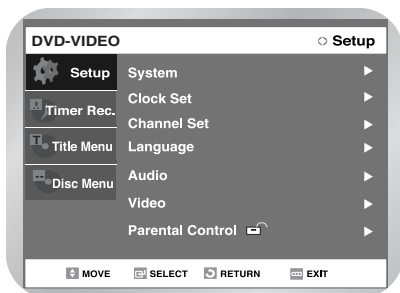 DVD-VIDEO
Setup
Setup
System
Clock Set
Timer Rec.
Channel Set
Title Menu
Language
Disc Menu
Audio
Video
Parental Control
MOVE SELECT RETURN EXIT